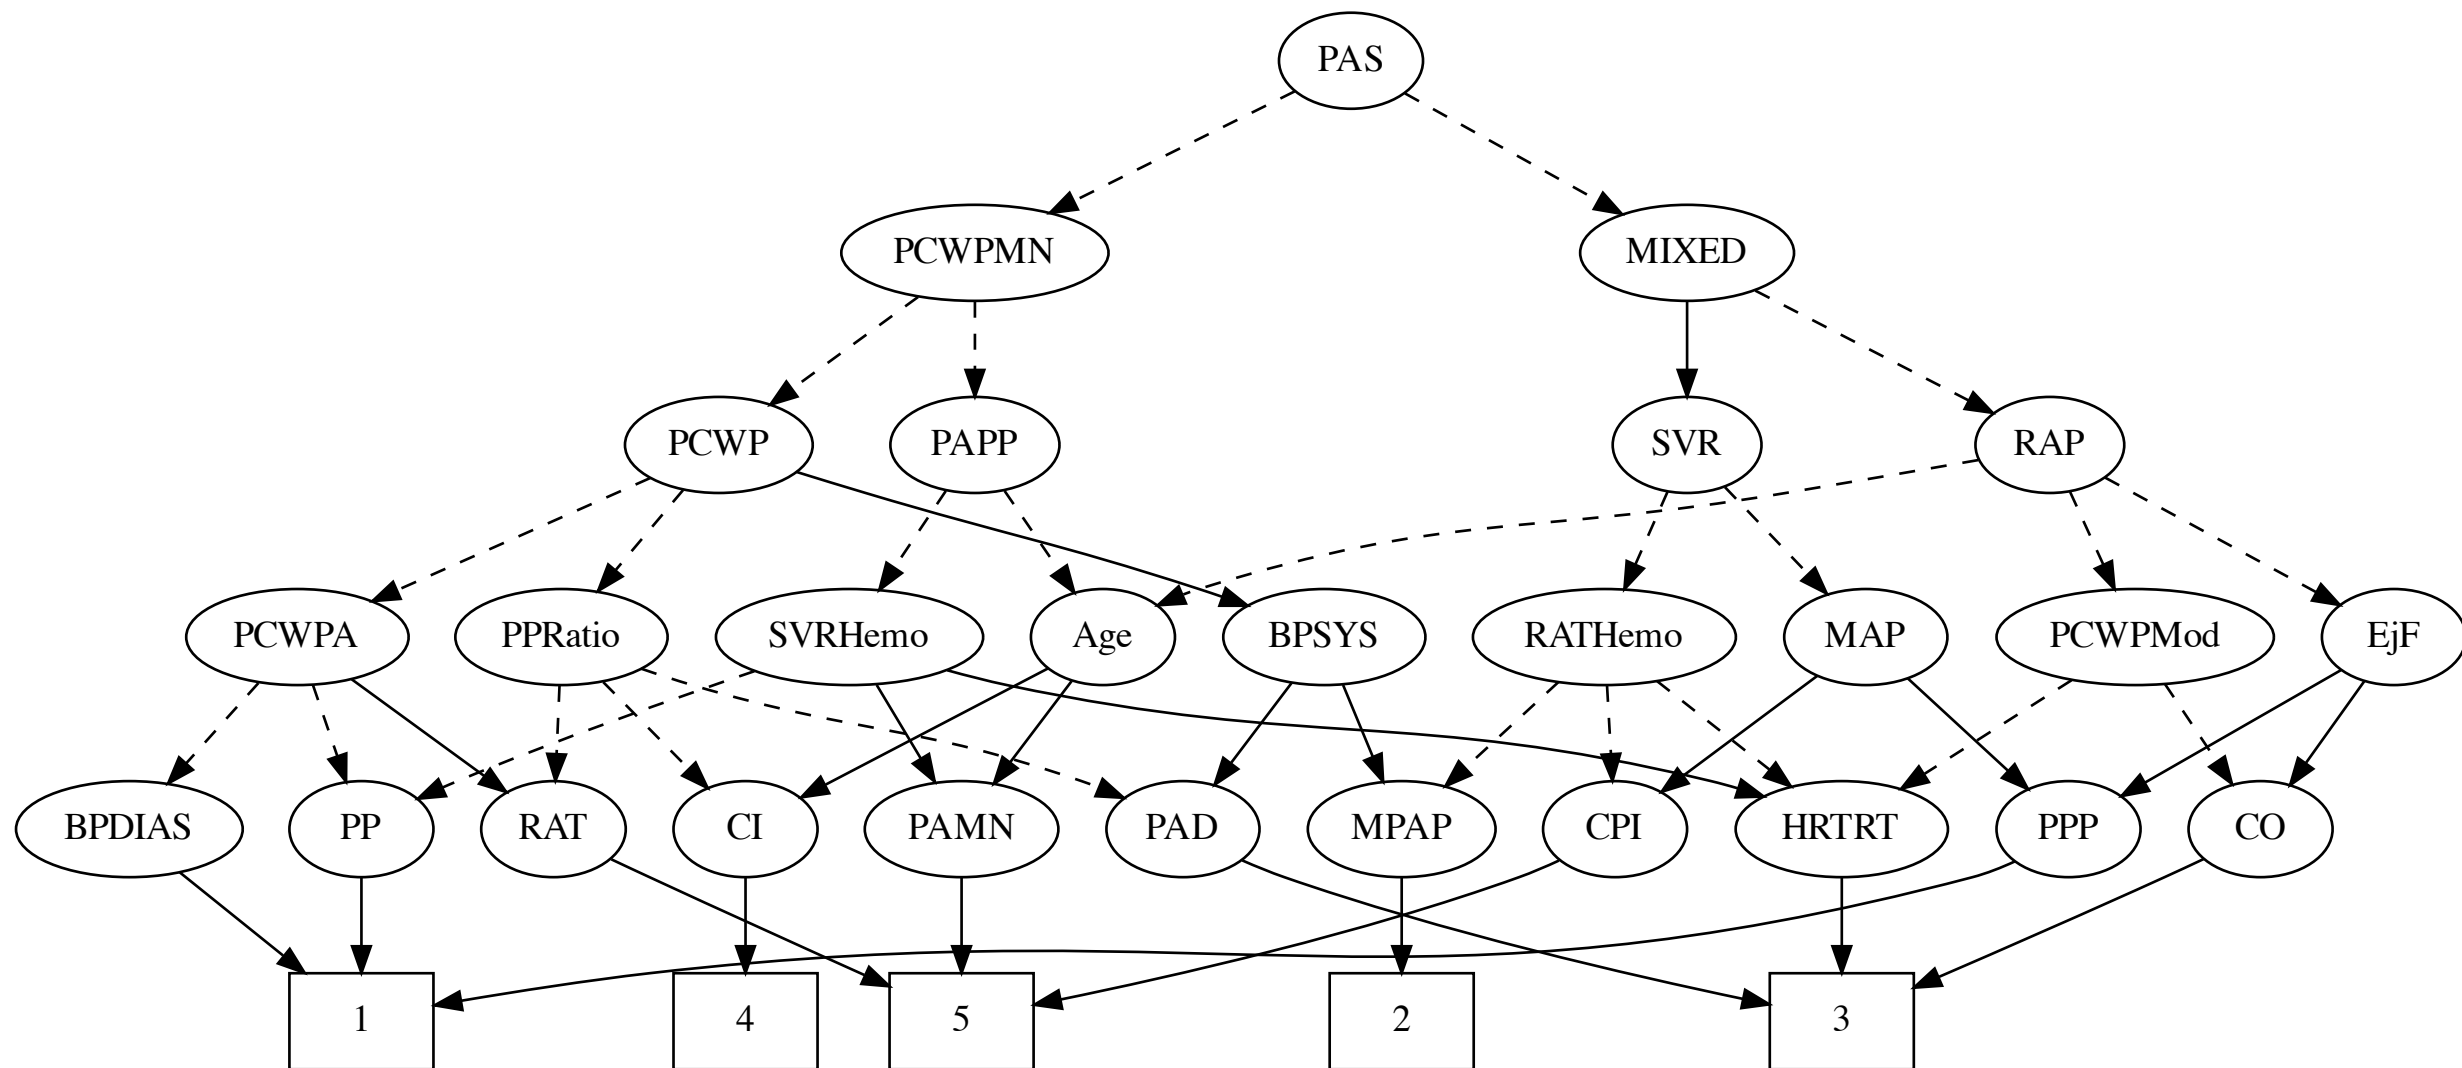 PAS
PCWPMN
MIXED
PCWP
PAPP
SVR
RAP
PCWPA
PPRatio
SVRHemo
Age
BPSYS
RATHemo
MAP
PCWPMod
EjF
BPDIAS
PP
RAT
CI
PAMN
PAD
MPAP
CPI
HRTRT
PPP
CO
1
4
5
2
3